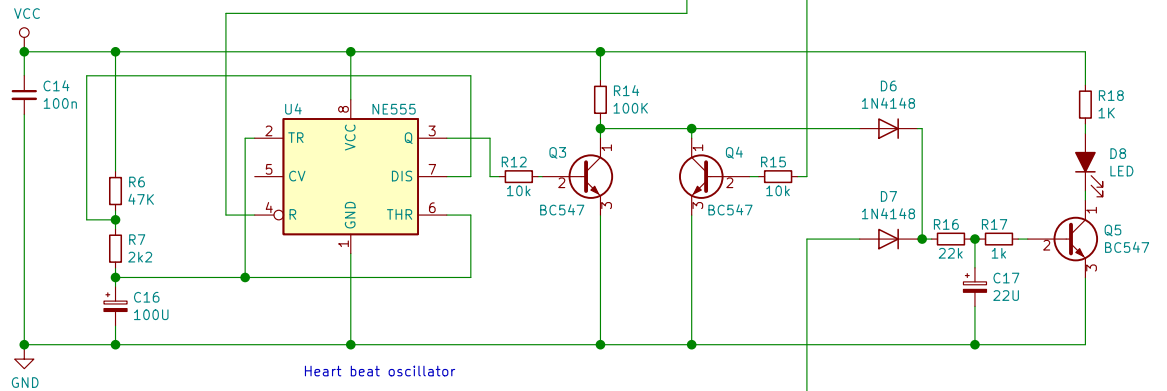 VCC
C14
100n
R6
47K
R7
2k2
C16
100U
GND
U4
NE555
8
VCC
2
TR
Q
3
5
CV
DIS
7
4
R
THR
6
GND
1
R12
10k
Q3
1
2
3
BC547
R14
100K
Q4
1
2
3
BC547
R15
10k
D6
1N4148
D7
1N4148
R16
22k
R17
1k
C17
22U
R18
1K
D8
LED
Q5
BC547
1
2
3
+
+
Heart beat oscillator